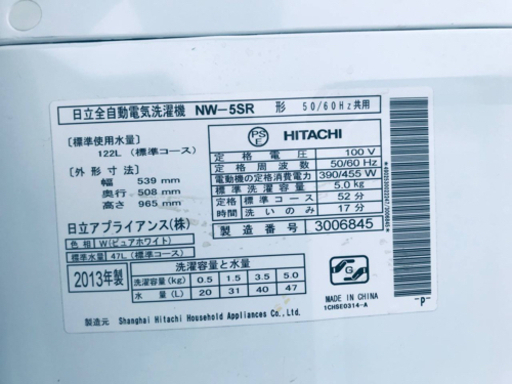 日立全自動電気洗濯機 NW-5SR 形 50/60Hz共用
[標準使用水量]
122L (標準コース)
[外形寸法]
幅 539 mm
奥行 508 mm
高さ 965 mm
日立アプライアンス(株)
色相 W(ピュアホワイト)
標準水量 47L(標準コース)
PSE HITACHI
定格電圧 100 V
定格周波数 50/60 Hz
電動機の定格消費電力 390/455 W
標準洗濯容量 5.0kg
定格時間 標準コース 52分
洗いのみ 17分
製造番号 3006845
2013年製
洗濯容量と水量
洗濯容量(kg) 0.5 1.5 3.5 5.0
水量(L) 20 31 40 47
G
MADE IN CHINA
1CHSE0314-A
製造元 Shanghai Hitachi Household Appliances Co., Ltd.
-P-